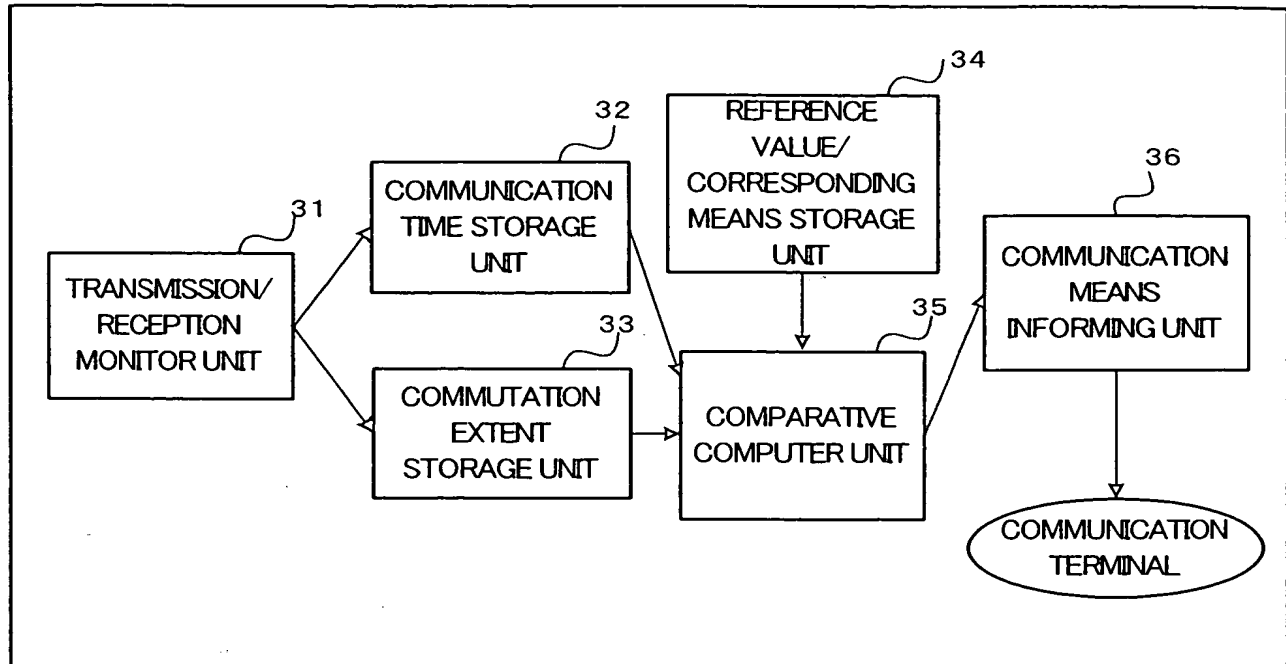 31
TRANSMISSION/
RECEPTION
MONITOR UNIT
32
COMMUNICATION
TIME STORAGE
UNIT
33
COMMUTATION
EXTENT
STORAGE UNIT
34
REFERENCE
VALUE/
CORRESPONDING
MEANS STORAGE
UNIT
35
COMPARATIVE
COMPUTER UNIT
36
COMMUNICATION
MEANS
INFORMING UNIT
COMMUNICATION
TERMINAL